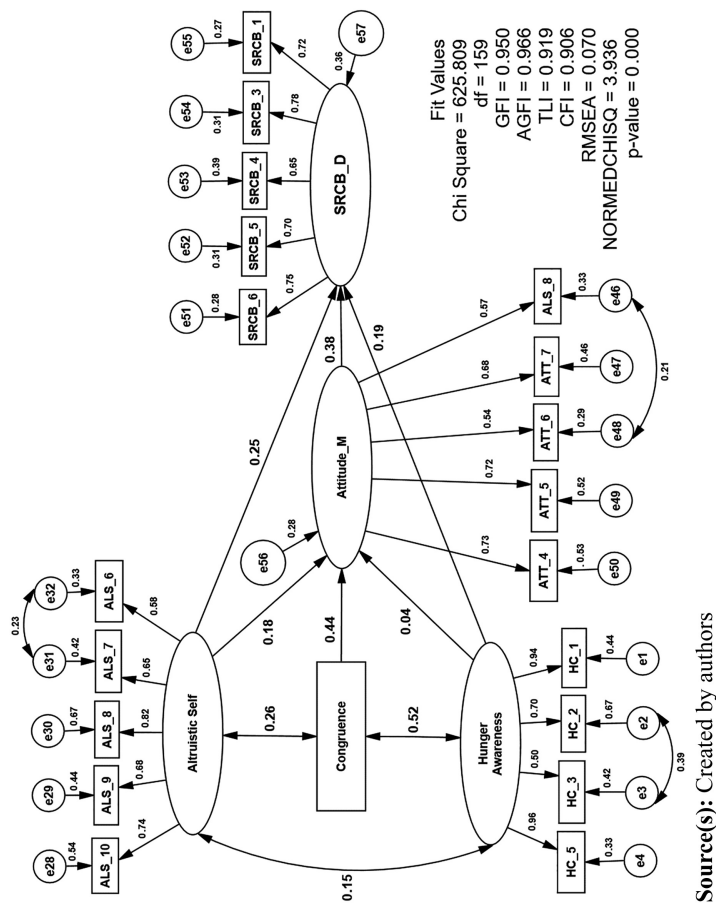 e28
e29
e30
e31
e32
0.23
0.54
0.44
0.67
0.42
0.33
ALS_10
ALS_9
ALS_8
ALS_7
ALS_6
0.74
0.68
0.82
0.65
0.58
Altruistic Self
0.15
0.26
Congruence
0.52
Hunger
Awareness
0.96
0.50
0.70
0.94
HC_5
HC_3
HC_2
HC_1
0.33
0.42
0.67
0.44
e4
e3
e2
e1
0.39
0.18
0.44
0.04
0.25
e56
0.28
Attitude_M
0.38
0.19
0.73
0.72
0.54
0.68
0.57
ATT_4
ATT_5
ATT_6
ATT_7
ALS_8
.
0.53
0.52
0.29
0.46
0.33
e50
e49
e48
e47
e46
0.21
e51
e52
e53
e54
e55
0.28
0.31
0.39
0.31
0.27
SRCB_6
SRCB_5
SRCB_4
SRCB_3
SRCB_1
0.75
0.70
0.65
0.78
0.72
SRCB_D
0.36
e57
Fit Values
Chi Square = 625.809
df = 159
GFI = 0.950
AGFI = 0.966
TLI = 0.919
CFI = 0.906
RMSEA = 0.070
NORMEDCHISQ = 3.936
p-value = 0.000
Source(s): Created by authors